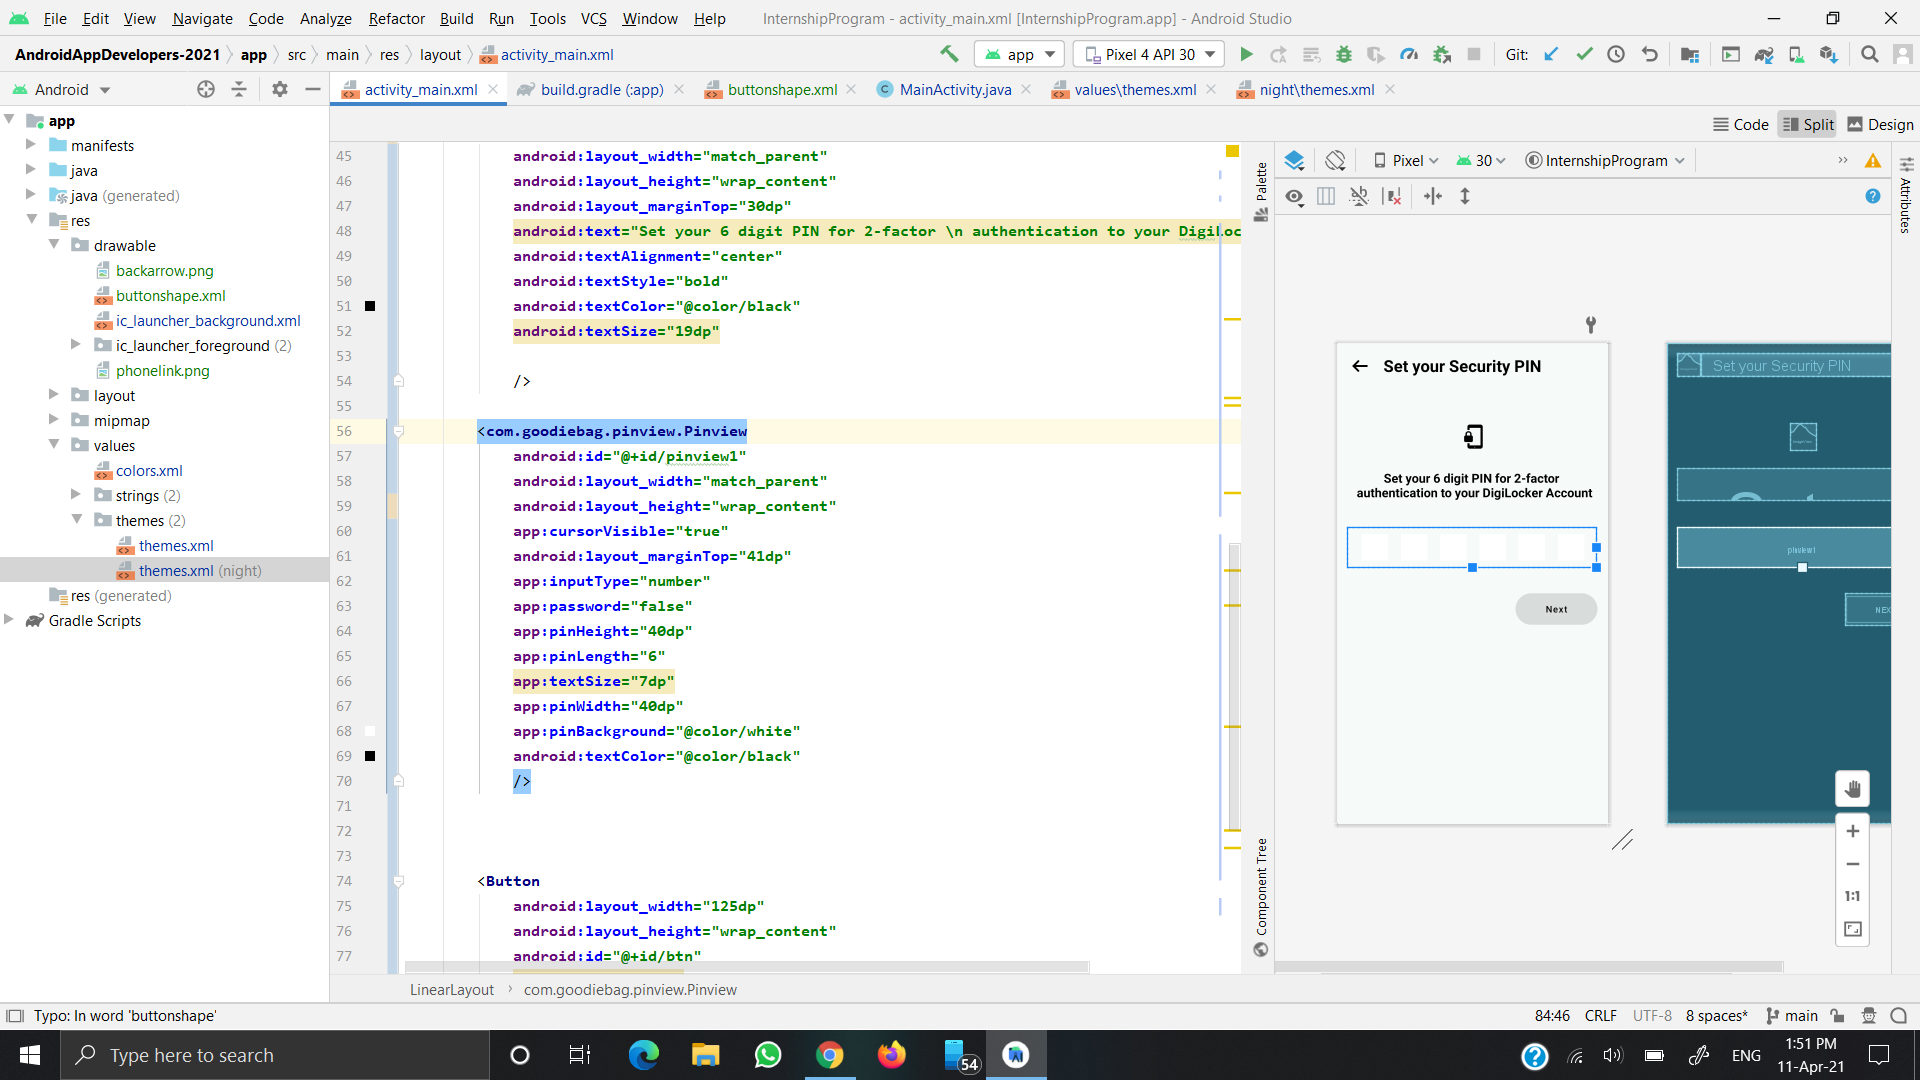 File Edit View Navigate Code Analyze Refactor Build Run Tools VCS Window Help InternshipProgram - activity_main.xml [InternshipProgram.app] - Android Studio
AndroidAppDevelopers-2021 app src main res layout activity_main.xml app Pixel 4 API 30 Git:
Android
activity_main.xml build.gradle (:app) buttonshape.xml MainActivity.java values\themes.xml night\themes.xml
Code Split Design
app
manifests
java
java (generated)
res
drawable
backarrow.png
buttonshape.xml
ic_launcher_background.xml
ic_launcher_foreground (2)
phonelink.png
layout
mipmap
values
colors.xml
strings (2)
themes (2)
themes.xml
themes.xml (night)
res (generated)
Gradle Scripts
45 android:layout_width="match_parent"
46 android:layout_height="wrap_content"
47 android:layout_marginTop="30dp"
48 android:text="Set your 6 digit PIN for 2-factor \n authentication to your DigiLoc
49 android:textAlignment="center"
50 android:textStyle="bold"
51 android:textColor="@color/black"
52 android:textSize="19dp"
53
54 />
55
56 <com.goodiebag.pinview.Pinview
57 android:id="@+id/pinview1"
58 android:layout_width="match_parent"
59 android:layout_height="wrap_content"
60 app:cursorVisible="true"
61 android:layout_marginTop="41dp"
62 app:inputType="number"
63 app:password="false"
64 app:pinHeight="40dp"
65 app:pinLength="6"
66 app:textSize="7dp"
67 app:pinWidth="40dp"
68 app:pinBackground="@color/white"
69 android:textColor="@color/black"
70 />
71
72
73
74 <Button
75 android:layout_width="125dp"
76 android:layout_height="wrap_content"
77 android:id="@+id/btn"
LinearLayout › com.goodiebag.pinview.Pinview
Palette
Component Tree
Pixel 30 InternshipProgram
Attributes
Set your Security PIN
Set your 6 digit PIN for 2-factor
authentication to your DigiLocker Account
Next
Set your Security PIN
pinview1
NEX
1:1
Typo: In word 'buttonshape' 84:46 CRLF UTF-8 8 spaces* main
Type here to search
54
ENG
1:51 PM
11-Apr-21